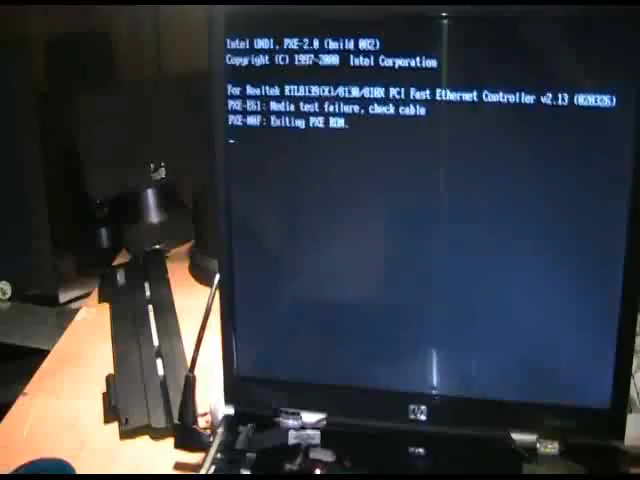 Intel UNDI, PXE-2.0 (build 082)
Copyright (C) 1997-2000 Intel Corporation
For Realtek RTL8139(X)/8130/810X PCI Fast Ethernet Controller v2.13 (020326)
PXE-E61: Media test failure, check cable
PXE-M0F: Exiting PXE ROM.
hp